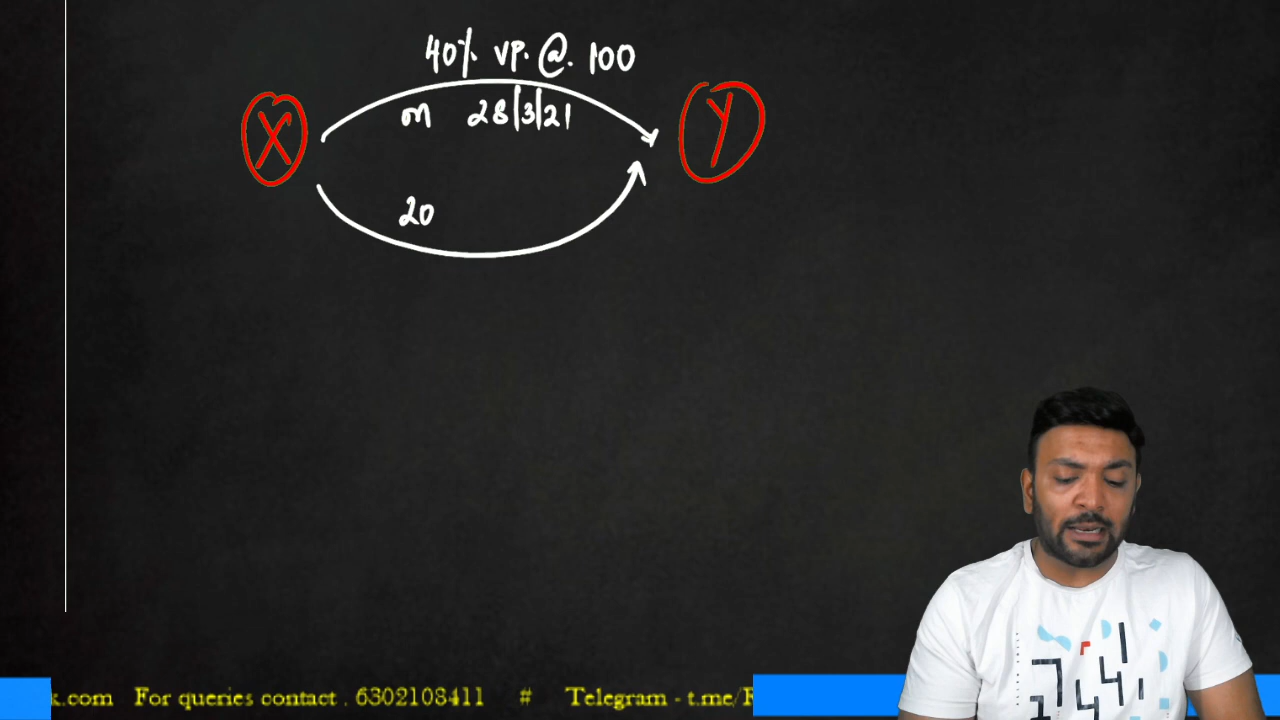 40% VP. @. 100
on 28/3/21
X
Y
20
k.com For queries contact . 6302108411 # Telegram - t.me/